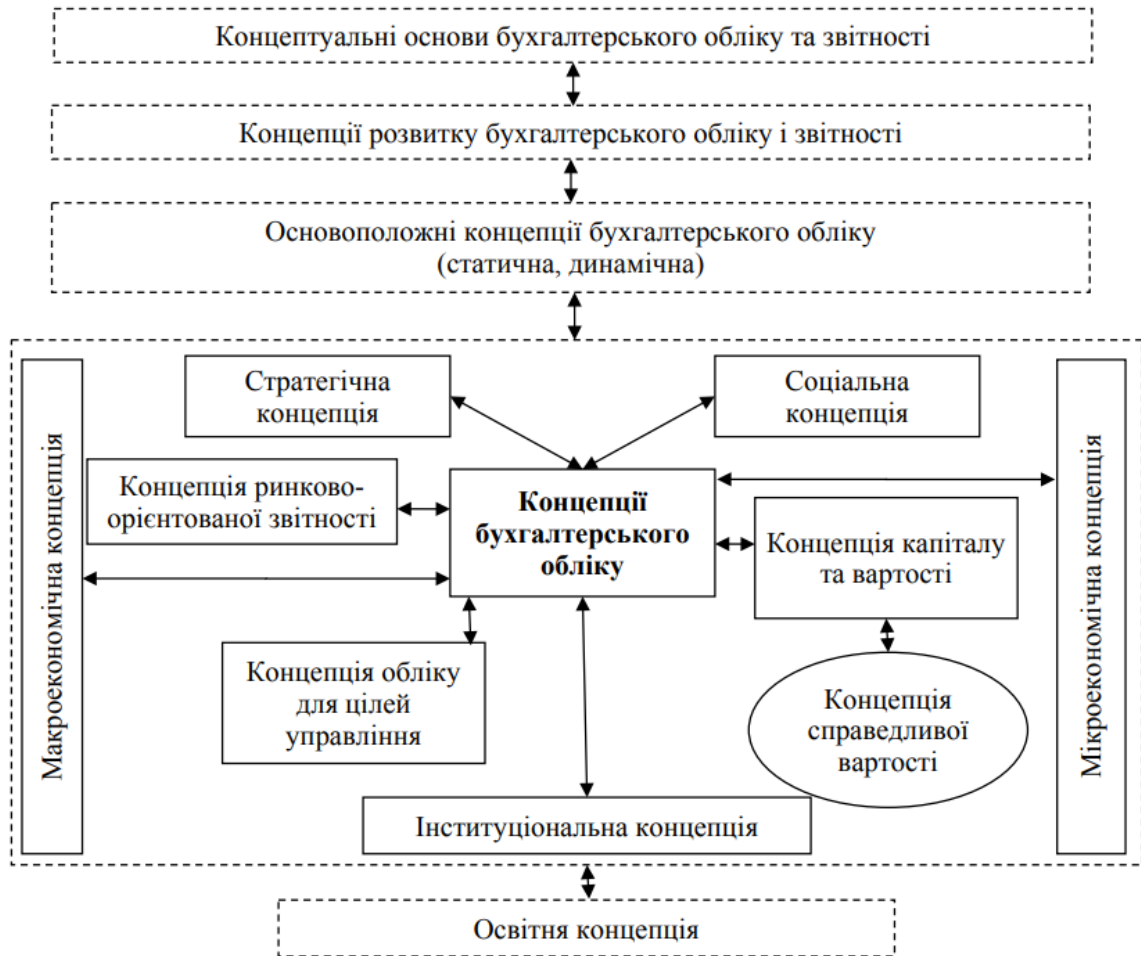 Концептуальні основи бухгалтерського обліку та звітності
Концепції розвитку бухгалтерського обліку і звітності
Основоположні концепції бухгалтерського обліку
(статична, динамічна)
Макроекономічна концепція
Стратегічна
концепція
Соціальна
концепція
Концепція ринково-
орієнтованої звітності
Концепції
бухгалтерського
обліку
Концепція капіталу
та вартості
Концепція обліку
для цілей
управління
Концепція
справедливої
вартості
Інституціональна концепція
Мікроекономічна концепція
Освітня концепція